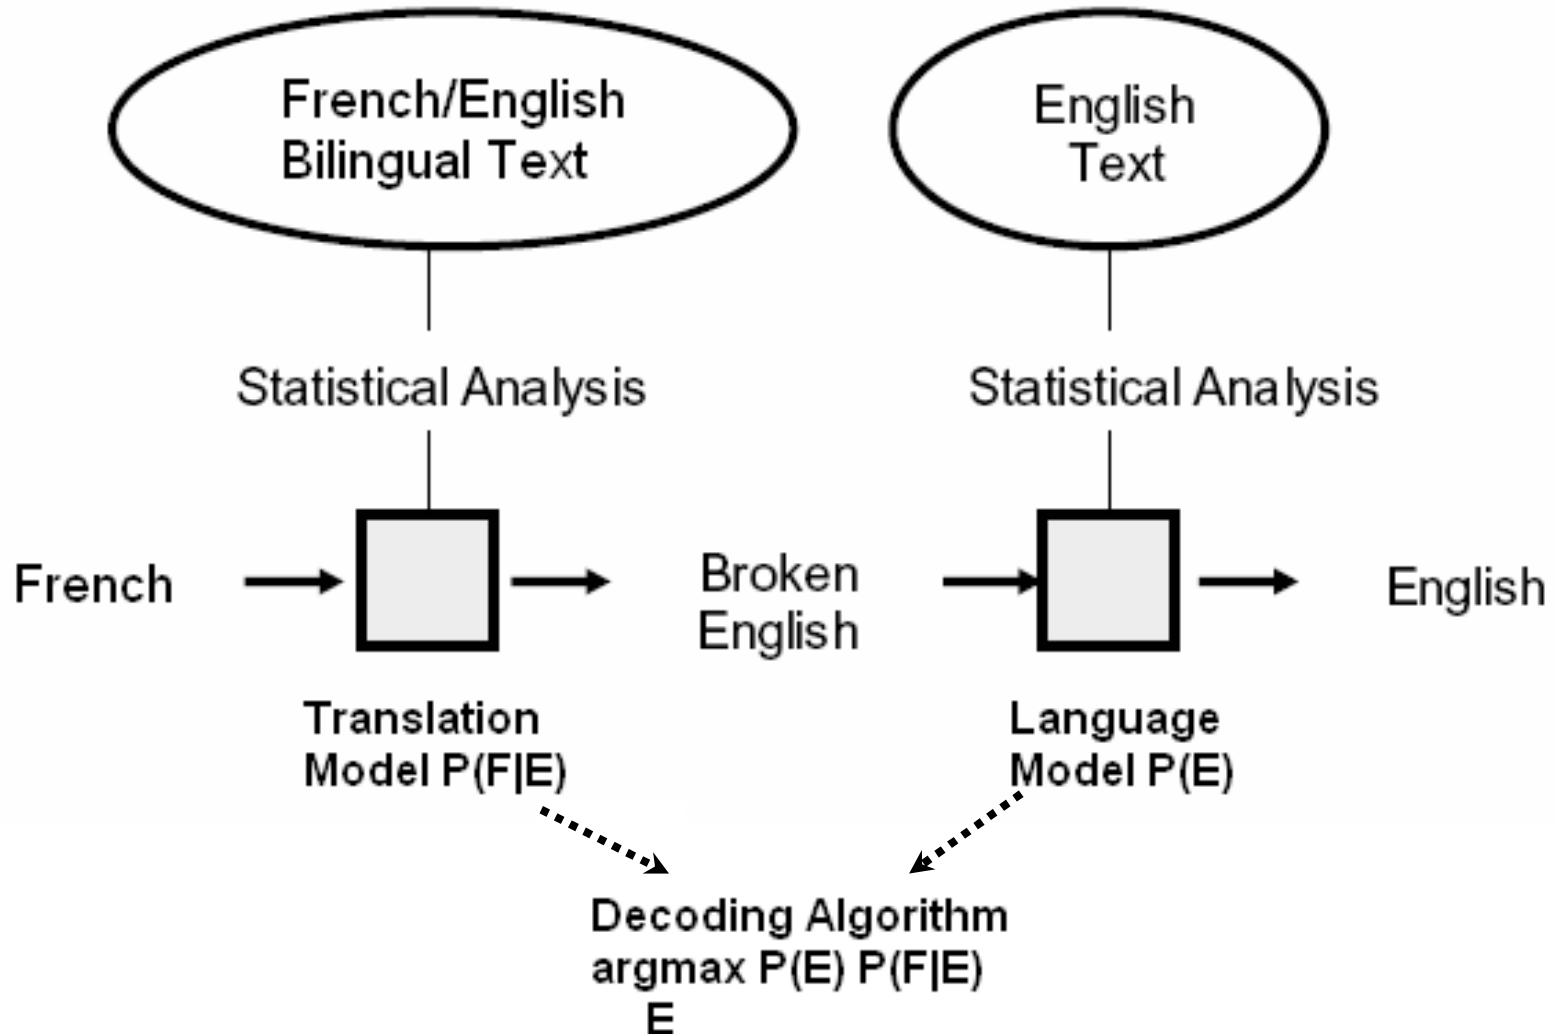 French/English
Bilingual Text
English
Text
Statistical Analysis
Statistical Analysis
French
Broken
English
English
Translation
Model P(F|E)
Language
Model P(E)
Decoding Algorithm
argmax P(E) P(F|E)
E